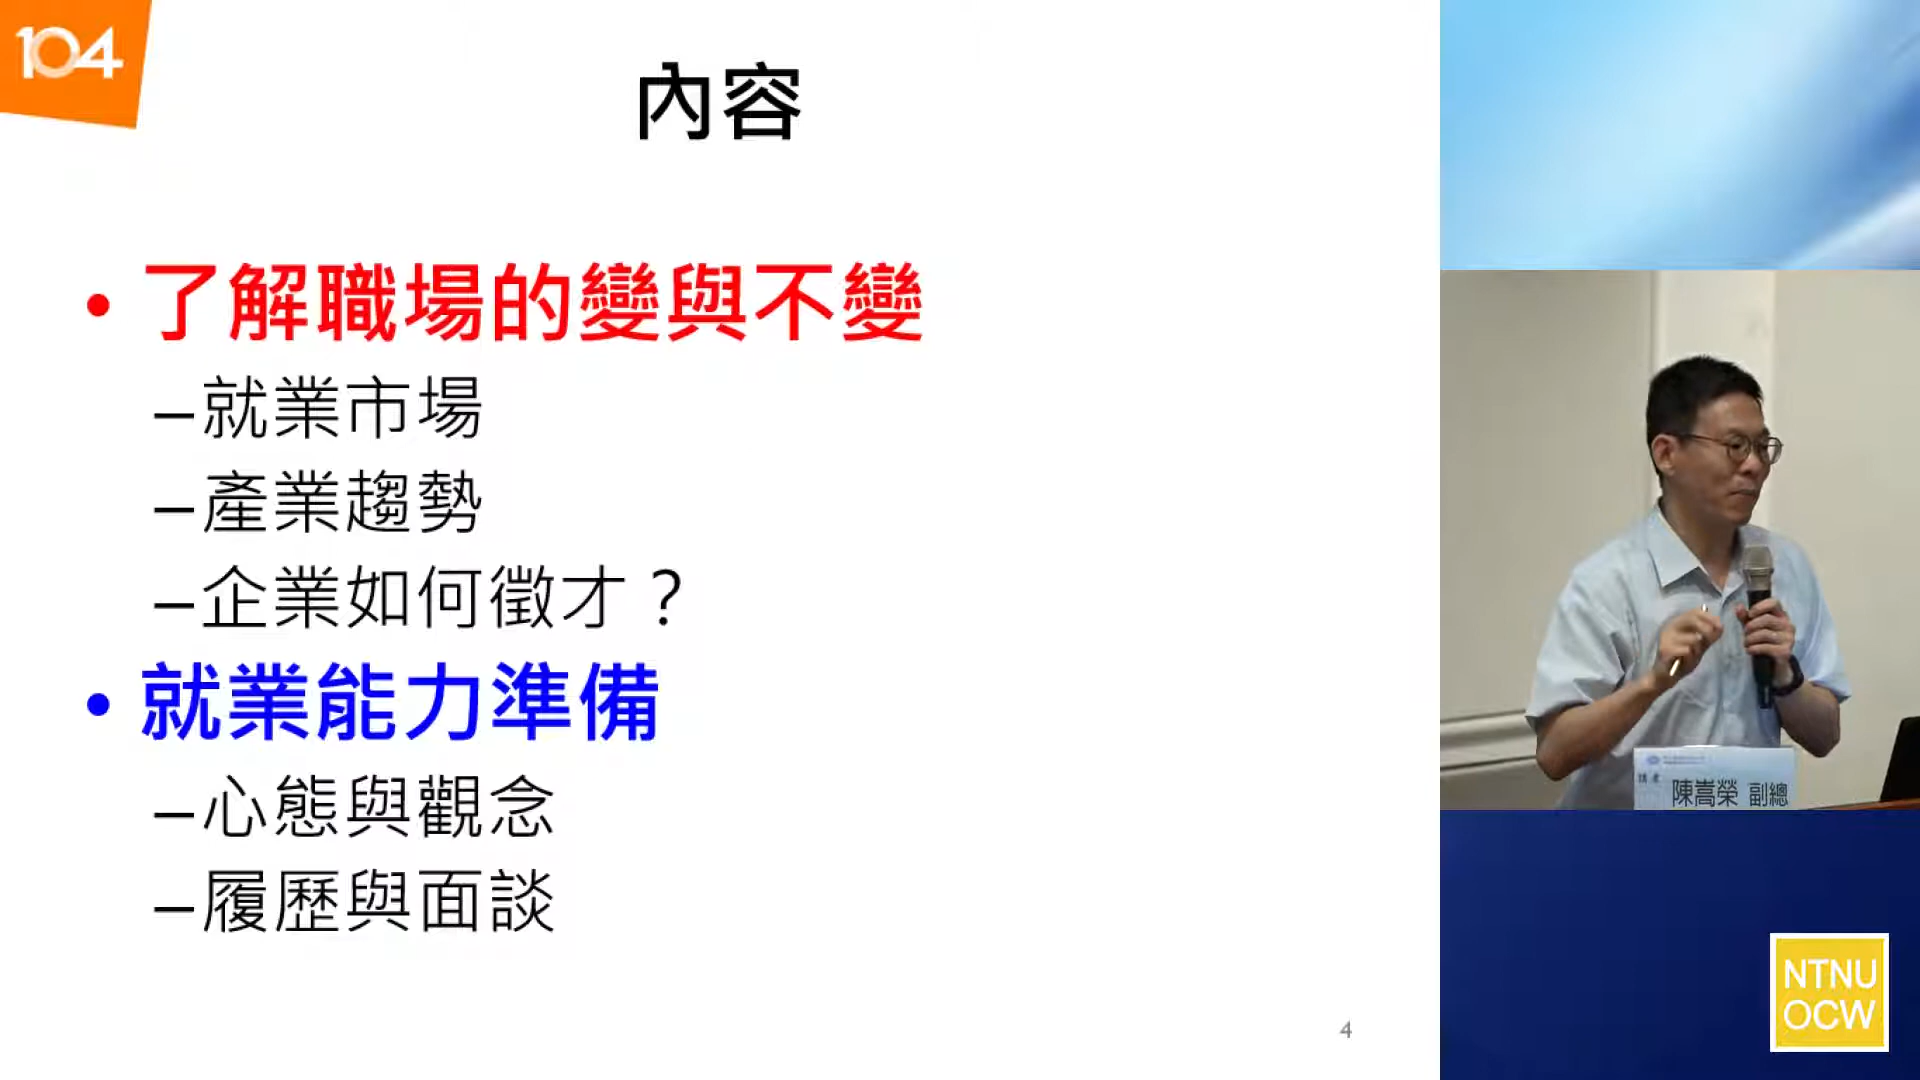 104
內容
• 了解職場的變與不變
–就業市場
–產業趨勢
–企業如何徵才？
• 就業能力準備
–心態與觀念
–履歷與面談
4
講者
陳嵩榮 副總
NTNU
OCW